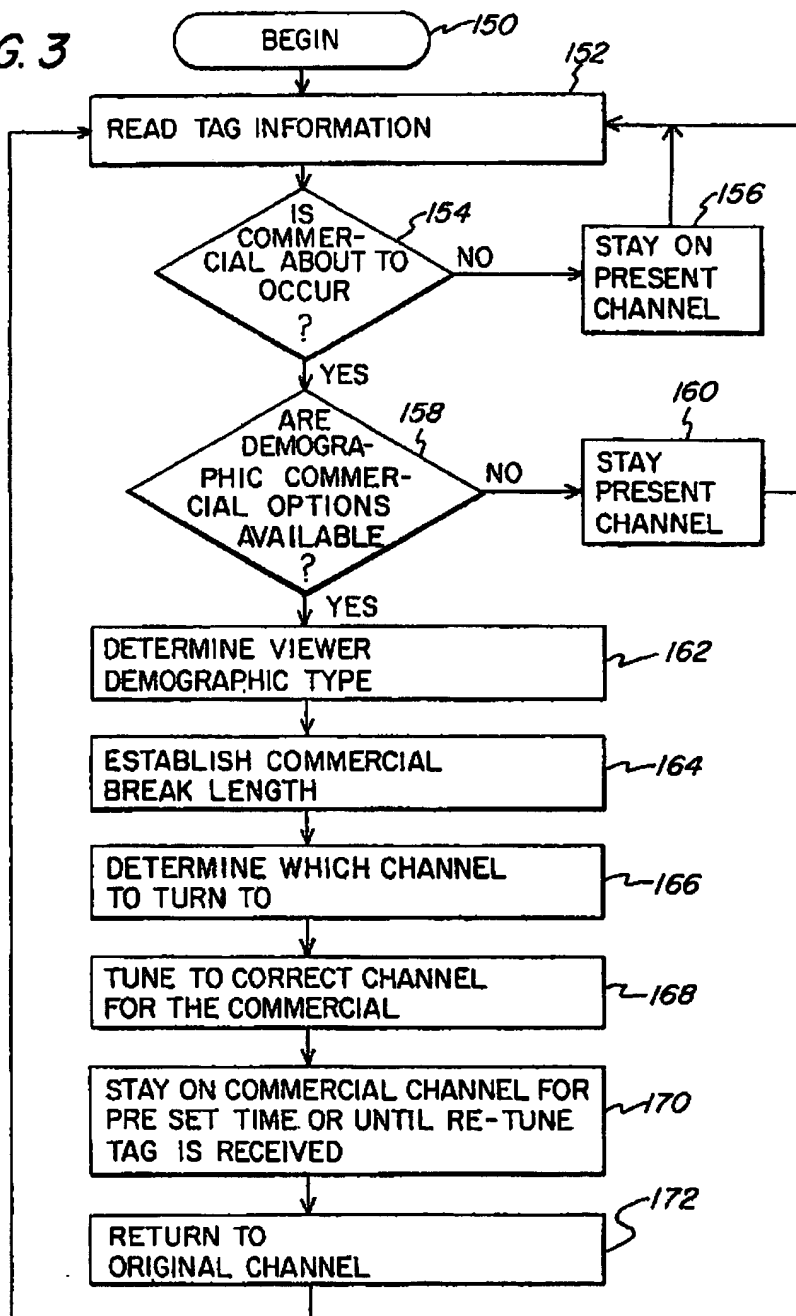 G. 3
BEGIN
150
152
READ TAG INFORMATION
IS
COMMER-
CIAL ABOUT TO
OCCUR
?
154
NO
156
STAY ON
PRESENT
CHANNEL
YES
ARE
DEMOGRA-
PHIC COMMER-
CIAL OPTIONS
AVAILABLE
?
158
NO
160
STAY
PRESENT
CHANNEL
YES
DETERMINE VIEWER
DEMOGRAPHIC TYPE
162
ESTABLISH COMMERCIAL
BREAK LENGTH
164
DETERMINE WHICH CHANNEL
TO TURN TO
166
TUNE TO CORRECT CHANNEL
FOR THE COMMERCIAL
168
STAY ON COMMERCIAL CHANNEL FOR
PRE SET TIME OR UNTIL RE-TUNE
TAG IS RECEIVED
170
RETURN TO
ORIGINAL CHANNEL
172